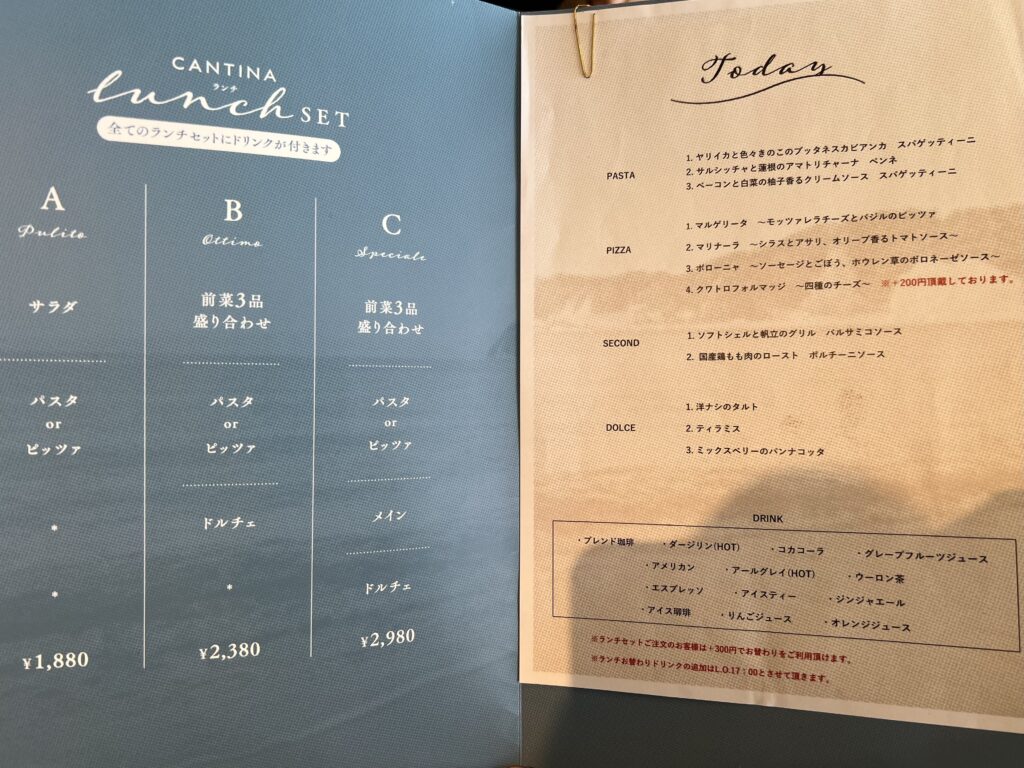 CANTINA
ランチ
lunch SET
全てのランチセットにドリンクが付きます
A
Pulito
サラダ
パスタ
or
ピッツァ
*
*
¥1,880
B
Ottimo
前菜3品
盛り合わせ
パスタ
or
ピッツァ
ドルチェ
*
¥2,380
C
Speciale
前菜3品
盛り合わせ
パスタ
or
ピッツァ
メイン
ドルチェ
¥2,980
Today
PASTA
1. ヤリイカと色々きのこのプッタネスカビアンカ スパゲッティーニ
2. サルシッチャと蓮根のアマトリチャーナ ペンネ
3. ベーコンと白菜の柚子香るクリームソース スパゲッティーニ
PIZZA
1. マルゲリータ ～モッツァレラチーズとバジルのピッツァ
2. マリナーラ ～シラスとアサリ、オリーブ香るトマトソース～
3. ボローニャ ～ソーセージとごぼう、ホウレン草のボロネーゼソース～
4. クワトロフォルマッジ ～四種のチーズ～ ※＋200円頂戴しております。
SECOND
1. ソフトシェルと帆立のグリル バルサミコソース
2. 国産鶏もも肉のロースト ポルチーニソース
DOLCE
1. 洋ナシのタルト
2. ティラミス
3. ミックスベリーのパンナコッタ
DRINK
・ブレンド珈琲 ・ダージリン(HOT) ・コカコーラ ・グレープフルーツジュース
・アメリカン ・アールグレイ(HOT) ・ウーロン茶
・エスプレッソ ・アイスティー ・ジンジャエール
・アイス珈琲 ・りんごジュース ・オレンジジュース
※ランチセットご注文のお客様は＋300円でお替わりをご利用頂けます。
※ランチお替わりドリンクの追加はL.O.17：00とさせて頂きます。